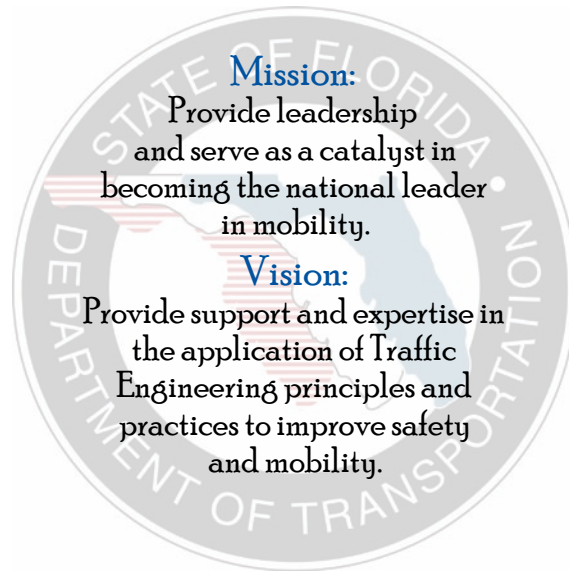 STATE OF FLORIDA
DEPARTMENT OF TRANSPORTATION
Mission:
Provide leadership
and serve as a catalyst in
becoming the national leader
in mobility.
Vision:
Provide support and expertise in
the application of Traffic
Engineering principles and
practices to improve safety
and mobility.